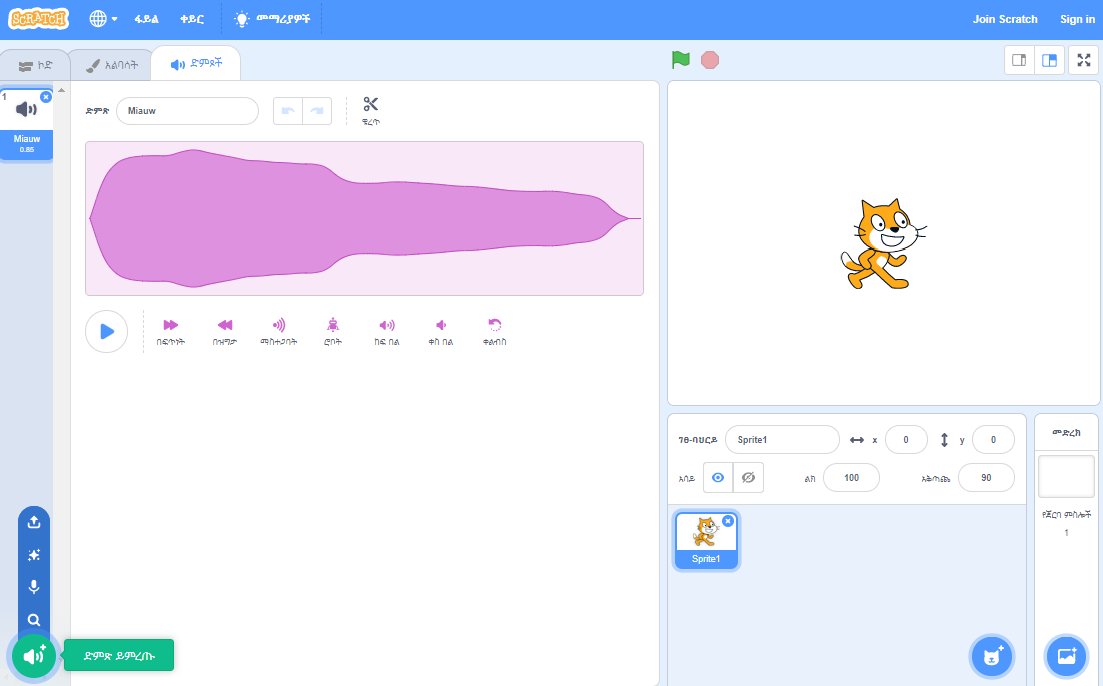 SCRATCH
ፋይል
ቀይር
መማሪያዎች
Join Scratch
Sign in
ኮድ
አልባሳት
ድምጾች
1
Miauw
0.85
ድምጽ
Miauw
ቁረጥ
በፍጥነት
በዝግታ
ማስተጋባት
ሮቦት
ከፍ በል
ቀስ በል
ቀልብስ
ድምጽ ይምረጡ
ገፀ-ባህርይ
Sprite1
x
0
y
0
አሳይ
ልክ
100
አቅጣጫ
90
Sprite1
መድረክ
የጀርባ ምስሎች
1